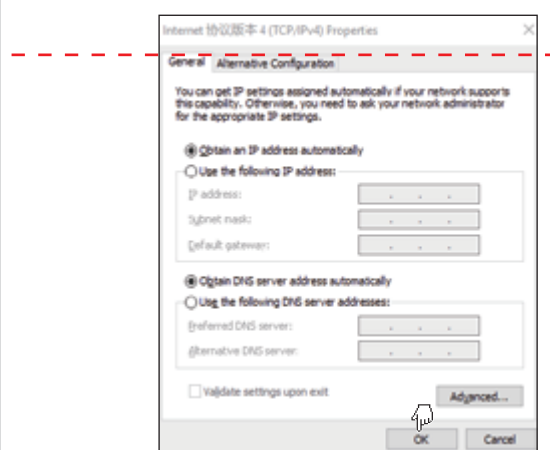 Internet 协议版本 4 (TCP/IPv4) Properties
General Alternative Configuration
You can get IP settings assigned automatically if your network supports
this capability. Otherwise, you need to ask your network administrator
for the appropriate IP settings.
Obtain an IP address automatically
Use the following IP address:
IP address:
Subnet mask:
Default gateway:
Obtain DNS server address automatically
Use the following DNS server addresses:
Preferred DNS server:
Alternative DNS server:
Validate settings upon exit
Advanced...
OK Cancel